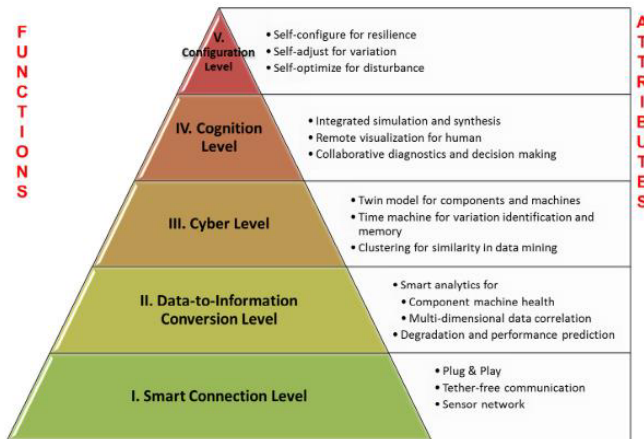 FUNCTIONS
ATTRIBUTES
V.
Configuration
Level
• Self-configure for resilience
• Self-adjust for variation
• Self-optimize for disturbance
IV. Cognition
Level
• Integrated simulation and synthesis
• Remote visualization for human
• Collaborative diagnostics and decision making
III. Cyber Level
• Twin model for components and machines
• Time machine for variation identification and
memory
• Clustering for similarity in data mining
II. Data-to-Information
Conversion Level
• Smart analytics for
• Component machine health
• Multi-dimensional data correlation
• Degradation and performance prediction
I. Smart Connection Level
• Plug & Play
• Tether-free communication
• Sensor network